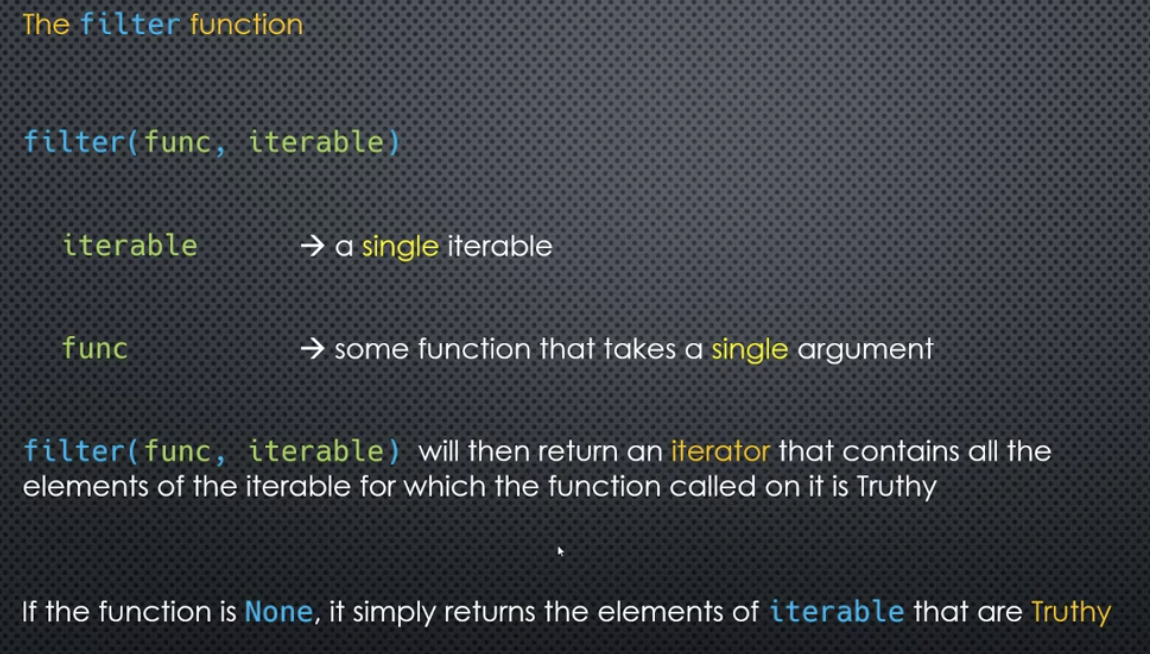 The filter function
filter(func, iterable)
iterable → a single iterable
func → some function that takes a single argument
filter(func, iterable) will then return an iterator that contains all the
elements of the iterable for which the function called on it is Truthy
If the function is None, it simply returns the elements of iterable that are Truthy